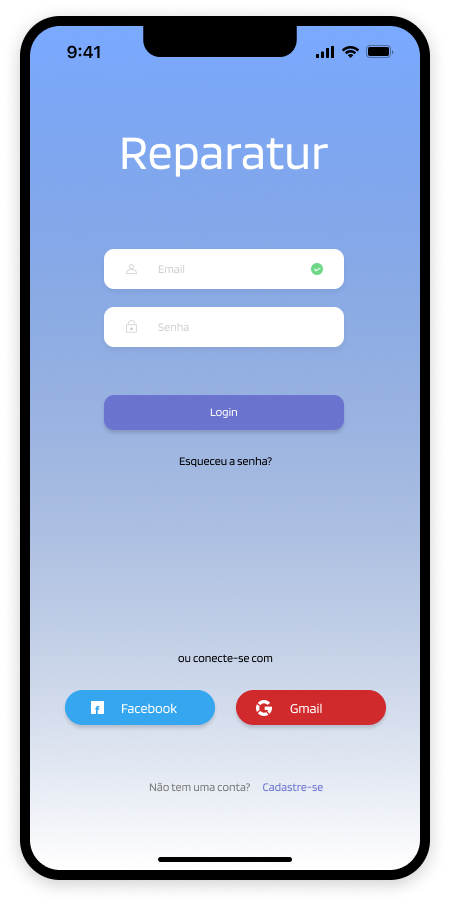 9:41
Reparatur
Email
Senha
Login
Esqueceu a senha?
ou conecte-se com
Facebook
Gmail
Não tem uma conta? Cadastre-se